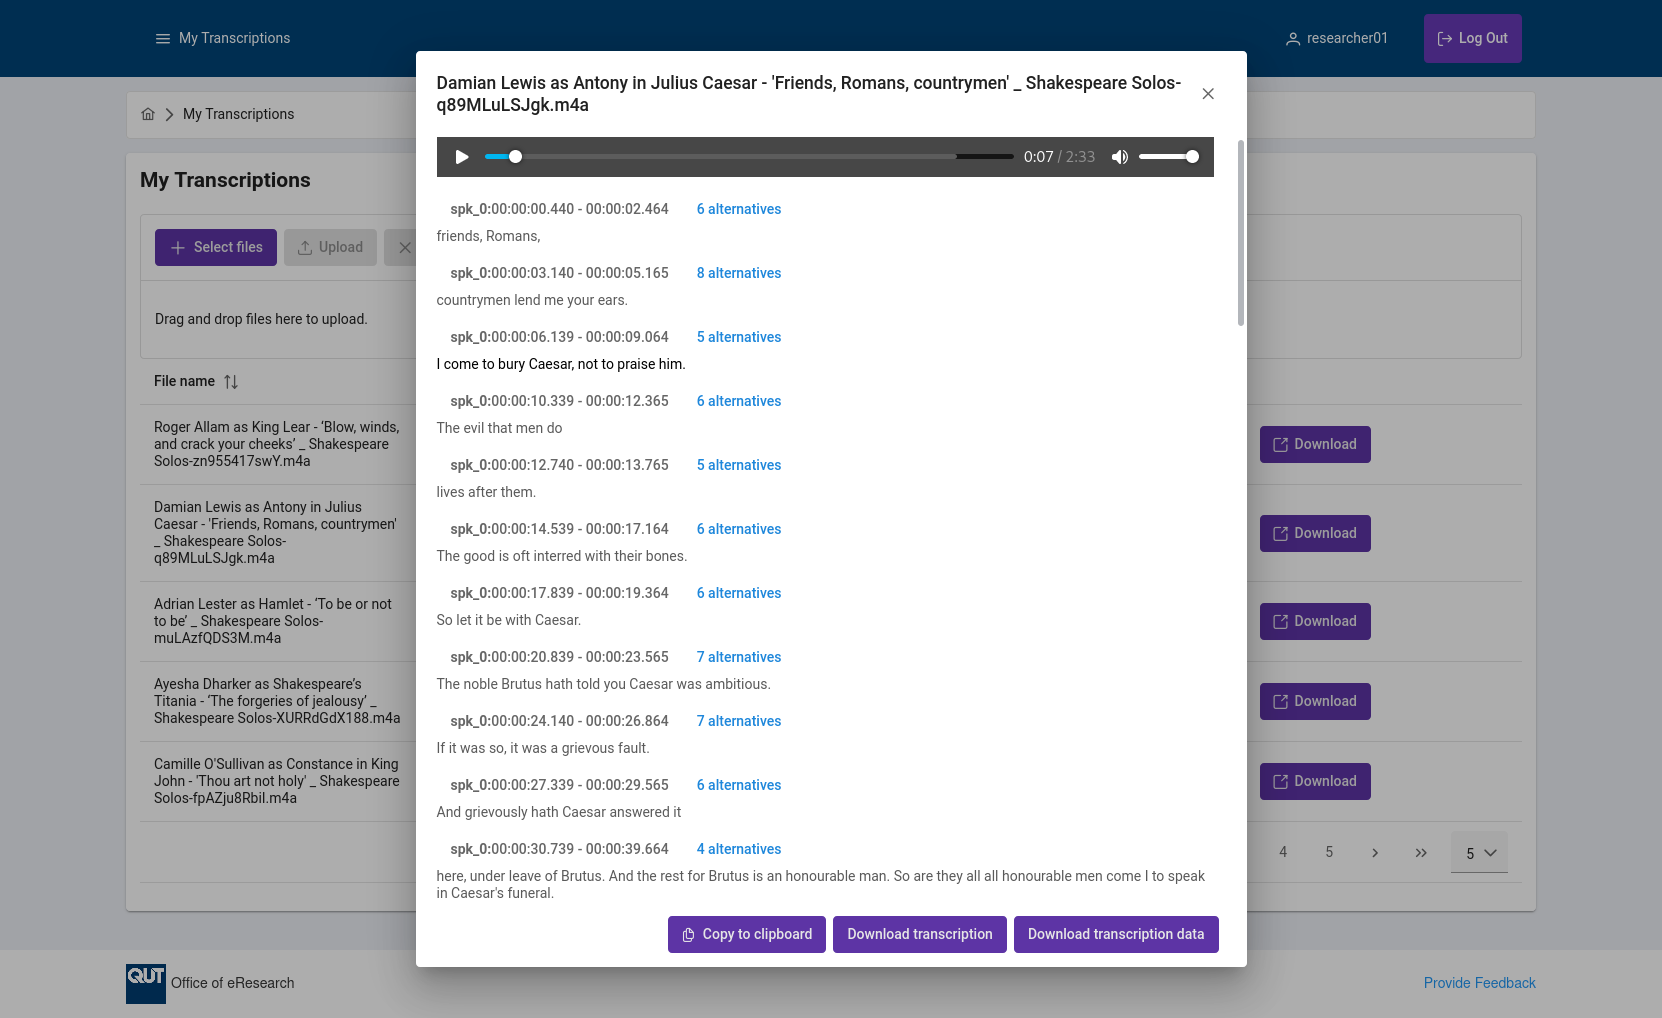 My Transcriptions
researcher01
Log Out
My Transcriptions
My Transcriptions
Select files
Upload
Drag and drop files here to upload.
File name
Roger Allam as King Lear - ‘Blow, winds,
and crack your cheeks’ _ Shakespeare
Solos-zn955417swY.m4a
Download
Damian Lewis as Antony in Julius
Caesar - 'Friends, Romans, countrymen'
_ Shakespeare Solos-
q89MLuLSJgk.m4a
Download
Adrian Lester as Hamlet - ‘To be or not
to be’ _ Shakespeare Solos-
muLAzfQDS3M.m4a
Download
Ayesha Dharker as Shakespeare’s
Titania - ‘The forgeries of jealousy’ _
Shakespeare Solos-XURRdGdX188.m4a
Download
Camille O'Sullivan as Constance in King
John - 'Thou art not holy' _ Shakespeare
Solos-fpAZju8RbiI.m4a
Download
4 5 5
Damian Lewis as Antony in Julius Caesar - 'Friends, Romans, countrymen' _ Shakespeare Solos-
q89MLuLSJgk.m4a
0:07 / 2:33
spk_0:00:00:00.440 - 00:00:02.464 6 alternatives
friends, Romans,
spk_0:00:00:03.140 - 00:00:05.165 8 alternatives
countrymen lend me your ears.
spk_0:00:00:06.139 - 00:00:09.064 5 alternatives
I come to bury Caesar, not to praise him.
spk_0:00:00:10.339 - 00:00:12.365 6 alternatives
The evil that men do
spk_0:00:00:12.740 - 00:00:13.765 5 alternatives
lives after them.
spk_0:00:00:14.539 - 00:00:17.164 6 alternatives
The good is oft interred with their bones.
spk_0:00:00:17.839 - 00:00:19.364 6 alternatives
So let it be with Caesar.
spk_0:00:00:20.839 - 00:00:23.565 7 alternatives
The noble Brutus hath told you Caesar was ambitious.
spk_0:00:00:24.140 - 00:00:26.864 7 alternatives
If it was so, it was a grievous fault.
spk_0:00:00:27.339 - 00:00:29.565 6 alternatives
And grievously hath Caesar answered it
spk_0:00:00:30.739 - 00:00:39.664 4 alternatives
here, under leave of Brutus. And the rest for Brutus is an honourable man. So are they all all honourable men come I to speak
in Caesar's funeral.
Copy to clipboard
Download transcription
Download transcription data
QUT
Office of eResearch
Provide Feedback